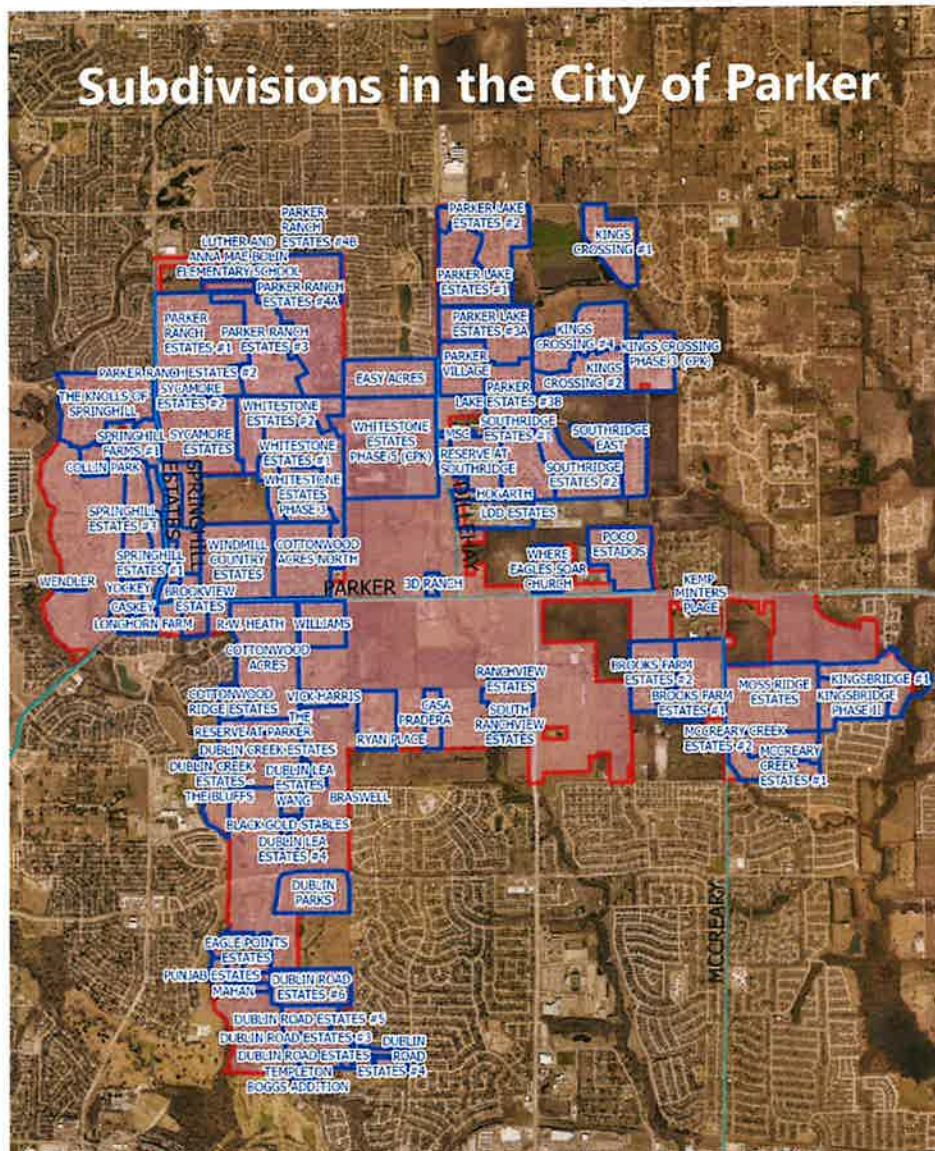 Subdivisions in the City of Parker
PARKER LAKE
ESTATES #2
PARKER
RANCH
ESTATES #4B
KINGS
CROSSING #1
LUTHER AND
ANNA MAE BOLIN
ELEMENTARY SCHOOL
PARKER RANCH
ESTATES #4A
PARKER LAKE
ESTATES #1
PARKER
RANCH
ESTATES #1
PARKER RANCH
ESTATES #3
PARKER LAKE
ESTATES #3A
KINGS
CROSSING #4
KINGS CROSSING
PHASE 3 (CPK)
PARKER
VILLAGE
KINGS
CROSSING #2
PARKER RANCH ESTATES #2
EASY ACRES
THE KNOLLS OF
SPRINGHILL
SYCAMORE
ESTATES #2
PARKER
LAKE ESTATES #3B
WHITESTONE
ESTATES #2
WHITESTONE
ESTATES
PHASE 5 (CPK)
MSC
SOUTHRIDGE
ESTATES #1
SOUTHRIDGE
EAST
SPRINGHILL
FARMS #1
SYCAMORE
ESTATES
WHITESTONE
ESTATES #1
RESERVE AT
SOUTHRIDGE
COLLIN PARK
SPRINGHILL
ESTATES
WHITESTONE
ESTATES
PHASE 3
SOUTHRIDGE
ESTATES #2
HOGARTH
LDD ESTATES
SPRINGHILL
ESTATES #3
WINDMILL
COUNTRY
ESTATES
COTTONWOOD
ACRES NORTH
POCO
ESTADOS
SPRINGHILL
ESTATES #1
WHERE
EAGLES SOAR
CHURCH
WENDLER
YOCKEY
BROOKVIEW
ESTATES
PARKER
3D RANCH
KEMP
MINTERS
PLACE
CASKEY
LONGHORN FARM
R.W. HEATH
WILLIAMS
COTTONWOOD
ACRES
RANCHVIEW
ESTATES
BROOKS FARM
ESTATES #2
MOSS RIDGE
ESTATES
KINGSBRIDGE #1
COTTONWOOD
RIDGE ESTATES
VICK-HARRIS
CASA
PRADERA
SOUTH
RANCHVIEW
ESTATES
BROOKS FARM
ESTATES #1
KINGSBRIDGE
PHASE II
THE
RESERVE AT PARKER
RYAN PLACE
MCCREARY CREEK
ESTATES #2
DUBLIN CREEK ESTATES
MCCREARY
CREEK
ESTATES #1
DUBLIN CREEK
ESTATES
DUBLIN LEA
ESTATES
THE BLUFFS
WANG
BRASWELL
BLACK GOLD STABLES
DUBLIN LEA
ESTATES #4
DUBLIN
PARKS
MCCREARY
EAGLE POINTS
ESTATES
PUNJAB ESTATES
MAHAN
DUBLIN ROAD
ESTATES #6
DUBLIN ROAD ESTATES #5
DUBLIN ROAD ESTATES #3
DUBLIN
ROAD
ESTATES #4
DUBLIN ROAD ESTATES
TEMPLETON
BOGGS ADDITION